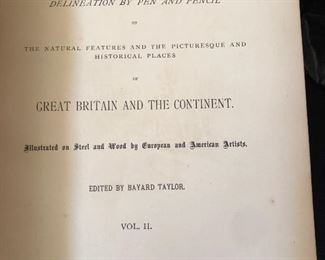 DELINEATION BY PEN AND PENCIL
OF
THE NATURAL FEATURES AND THE PICTURESQUE AND
HISTORICAL PLACES
OF
GREAT BRITAIN AND THE CONTINENT.
Illustrated on Steel and Wood by European and American Artists.
EDITED BY BAYARD TAYLOR.
VOL. II.